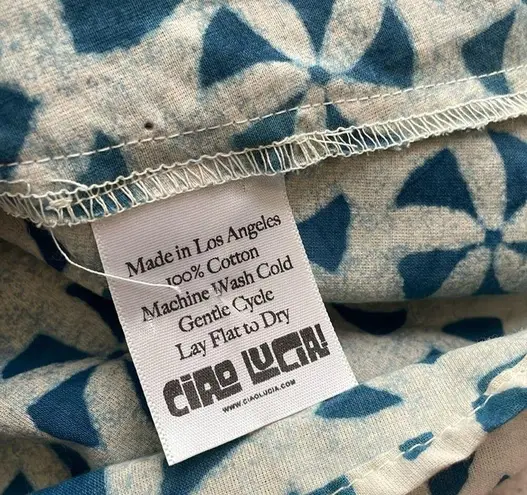 Made in Los Angeles
100% Cotton
Machine Wash Cold
Gentle Cycle
Lay Flat to Dry
CIAO LUCIA!
WWW.CIAOLUCIA.COM